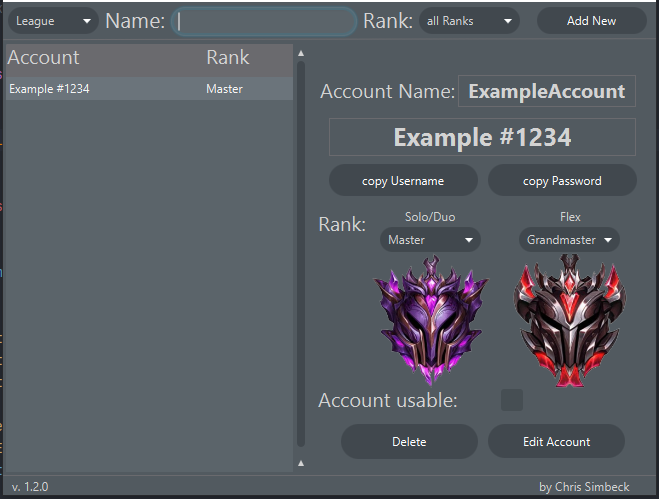 League Name: Rank: all Ranks Add New
Account Rank
Example #1234 Master
Account Name: ExampleAccount
Example #1234
copy Username copy Password
Rank: Solo/Duo Flex
Master Grandmaster
Account usable:
Delete Edit Account
v. 1.2.0 by Chris Simbeck